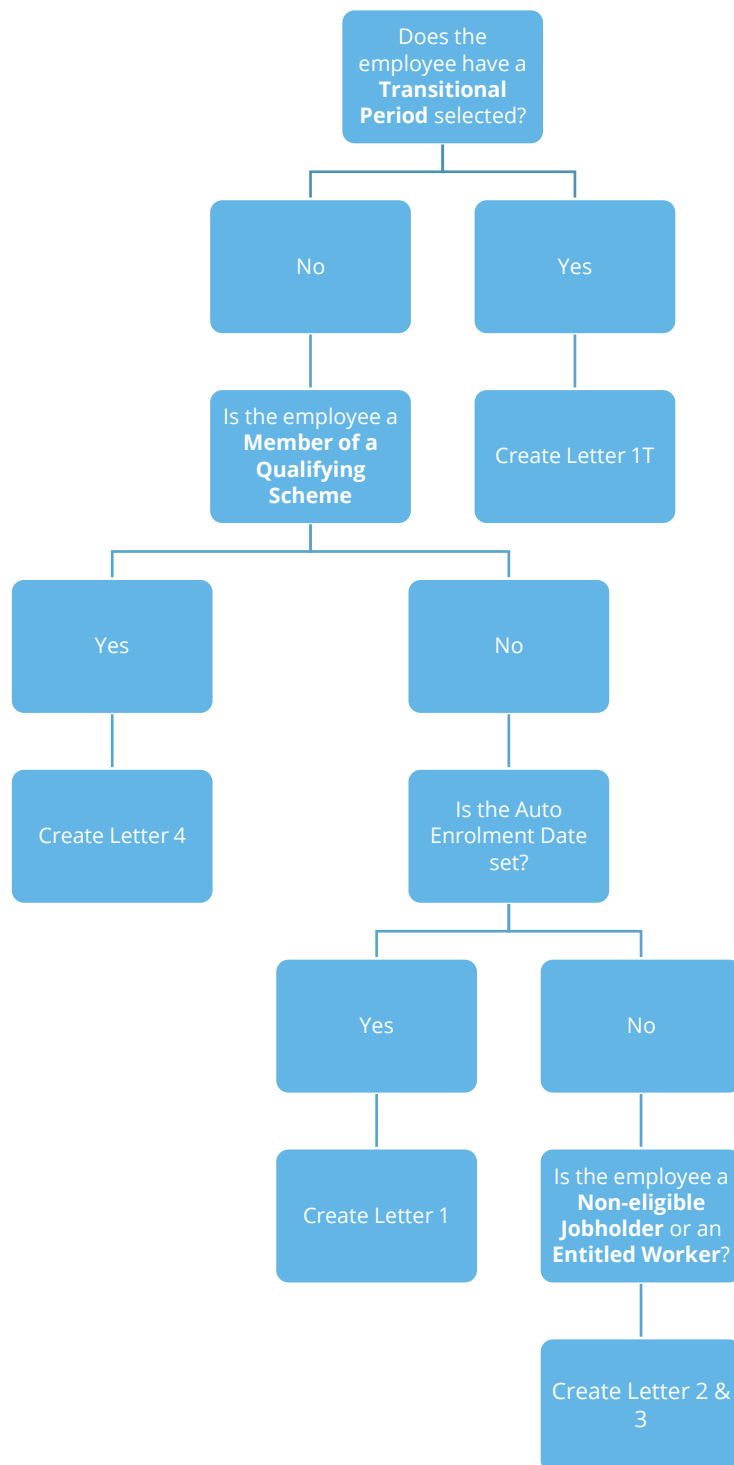 Does the
employee have a
Transitional
Period selected?
No
Yes
Is the employee a
Member of a
Qualifying
Scheme
Create Letter 1T
Yes
No
Create Letter 4
Is the Auto
Enrolment Date
set?
Yes
No
Create Letter 1
Is the employee a
Non-eligible
Jobholder or an
Entitled Worker?
Create Letter 2 &
3